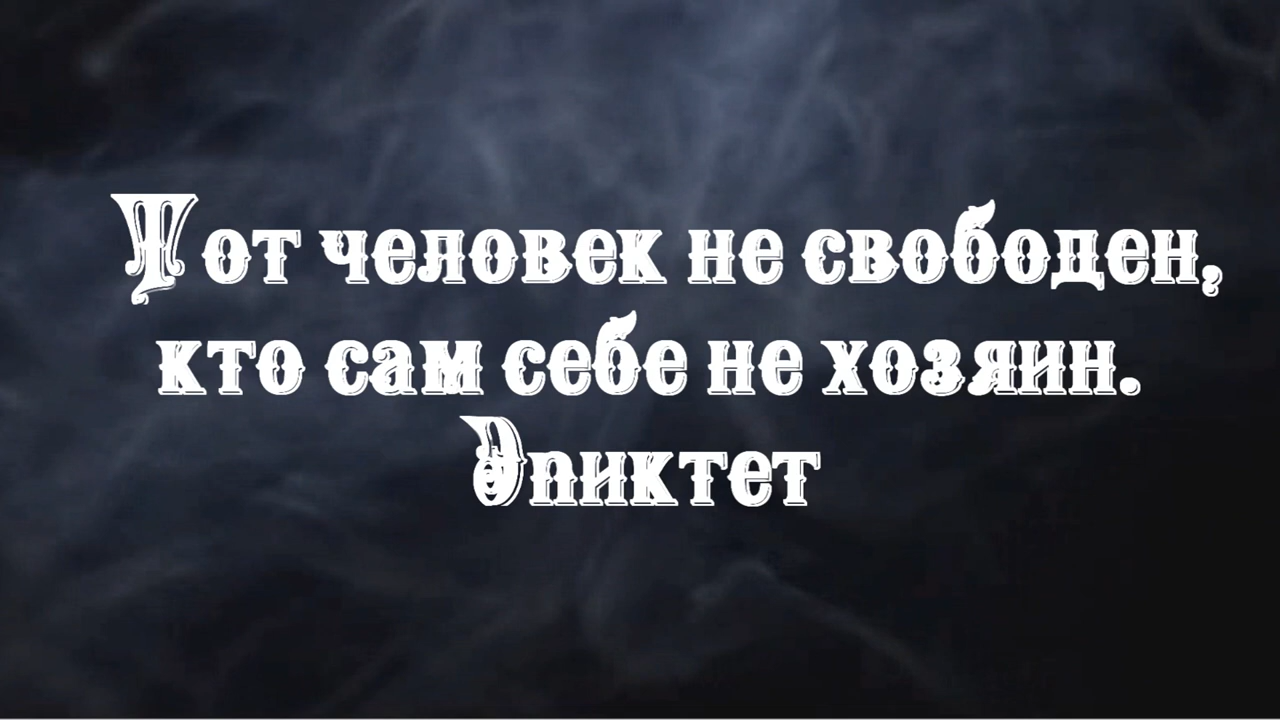 Тот человек не свободен,
кто сам себе не хозяин.
Эпиктет